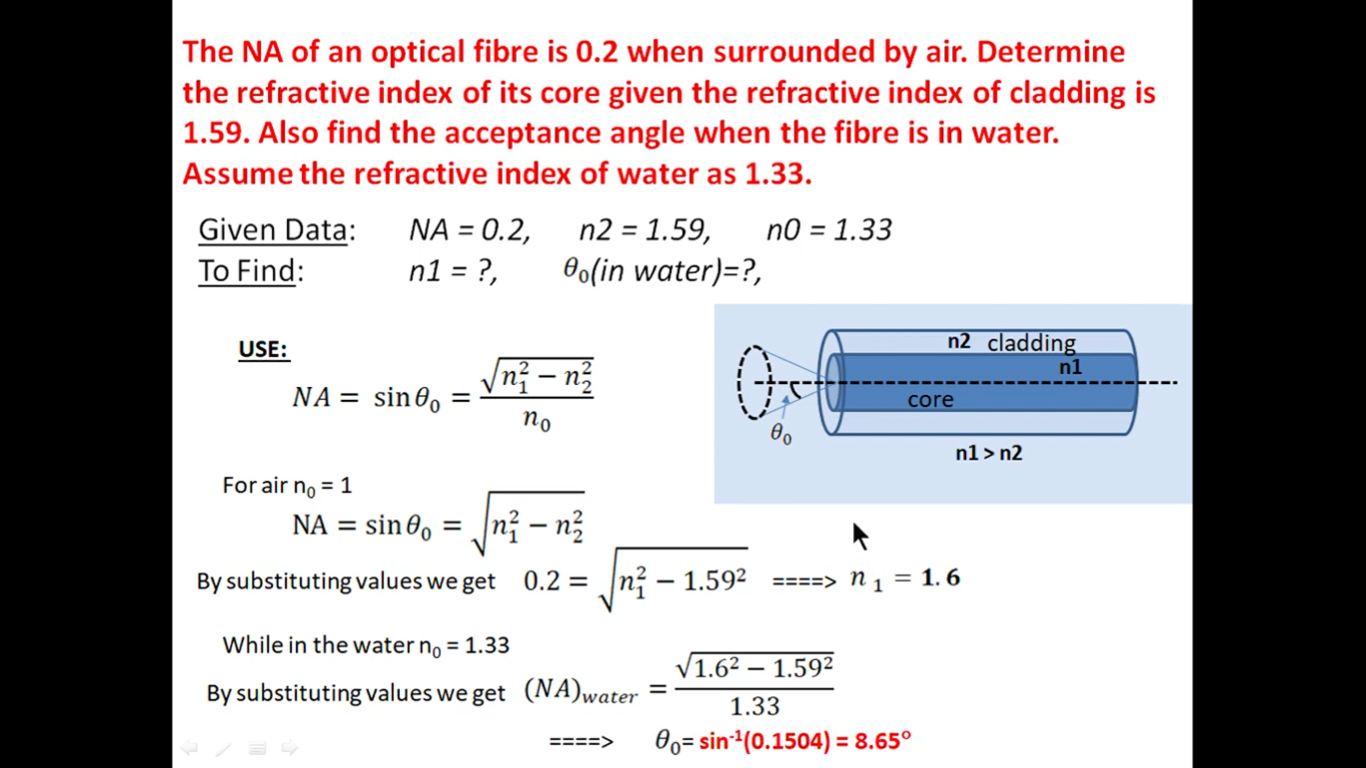 The NA of an optical fibre is 0.2 when surrounded by air. Determine
the refractive index of its core given the refractive index of cladding is
1.59. Also find the acceptance angle when the fibre is in water.
Assume the refractive index of water as 1.33.
Given Data: NA = 0.2, n2 = 1.59, n0 = 1.33
To Find: n1 = ?, θ₀(in water)=?,
USE:
NA = sin θ₀ = √(n₁² − n₂²) / n₀
n2 cladding
n1
core
θ₀
n1 > n2
For air n₀ = 1
NA = sin θ₀ = √(n₁² − n₂²)
By substituting values we get 0.2 = √(n₁² − 1.59²) ====> n ₁ = 1.6
While in the water n₀ = 1.33
By substituting values we get (NA)water = √(1.6² − 1.59²) / 1.33
====> θ₀= sin⁻¹(0.1504) = 8.65°